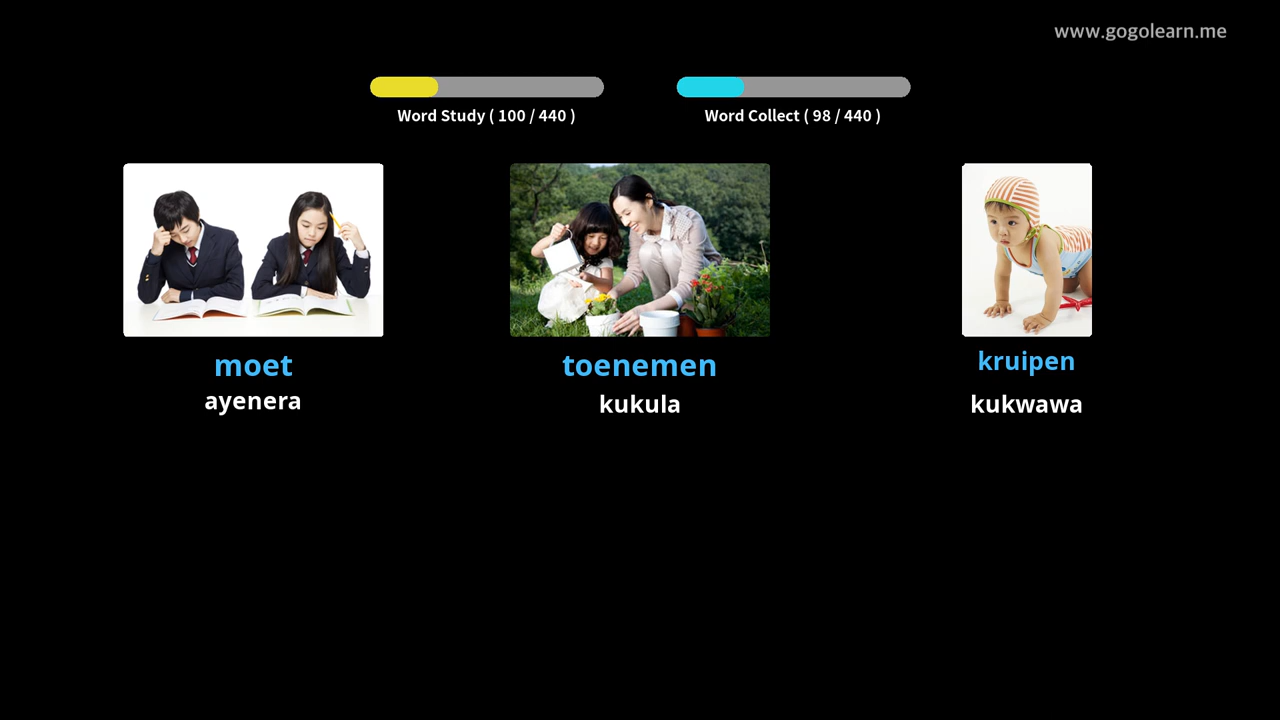 www.gogolearn.me
Word Study ( 100 / 440 )
Word Collect ( 98 / 440 )
moet
ayenera
toenemen
kukula
kruipen
kukwawa